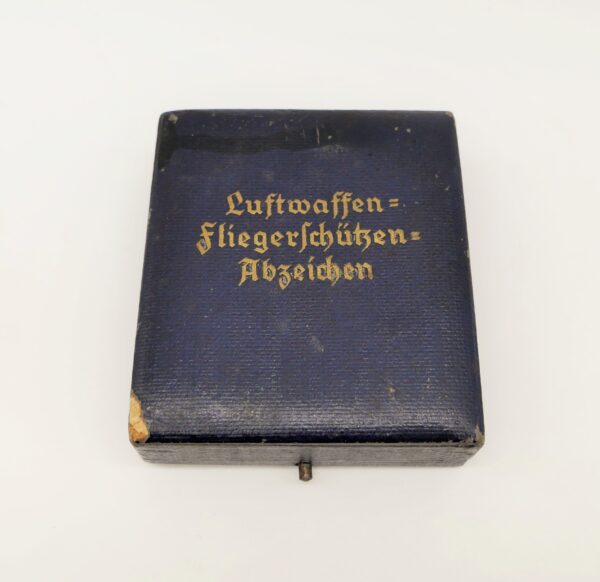 Luftwaffen=
Fliegerſchützen=
Abzeichen